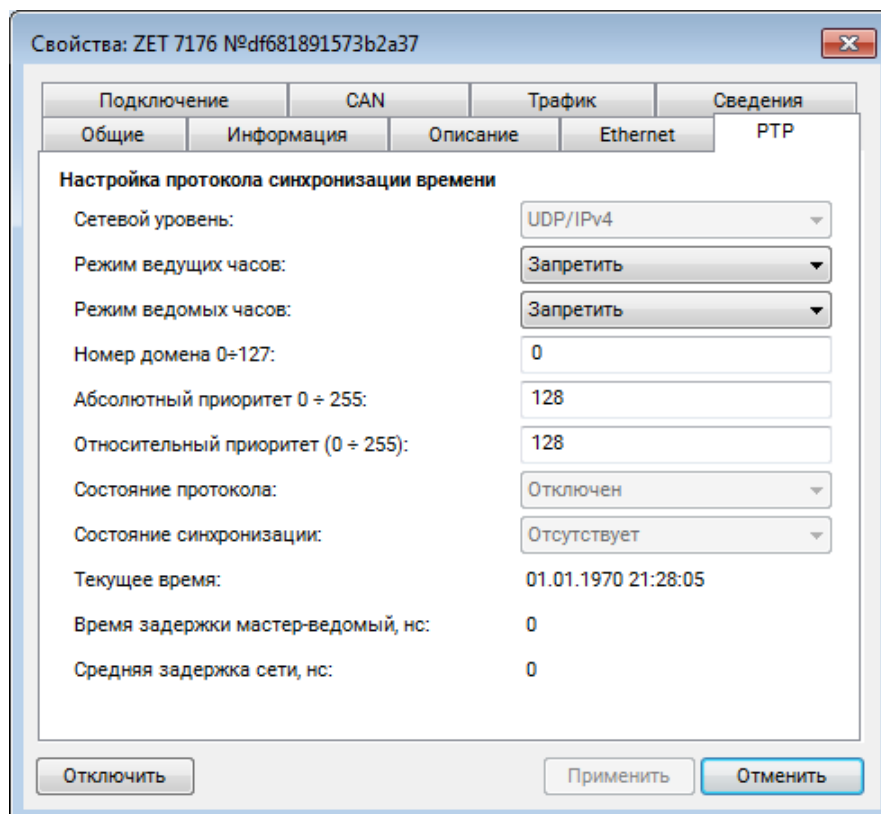 Свойства: ZET 7176 №df681891573b2a37
Подключение CAN Трафик Сведения
Общие Информация Описание Ethernet PTP
Настройка протокола синхронизации времени
Сетевой уровень: UDP/IPv4
Режим ведущих часов: Запретить
Режим ведомых часов: Запретить
Номер домена 0÷127: 0
Абсолютный приоритет 0 ÷ 255: 128
Относительный приоритет (0 ÷ 255): 128
Состояние протокола: Отключен
Состояние синхронизации: Отсутствует
Текущее время: 01.01.1970 21:28:05
Время задержки мастер-ведомый, нс: 0
Средняя задержка сети, нс: 0
Отключить Применить Отменить